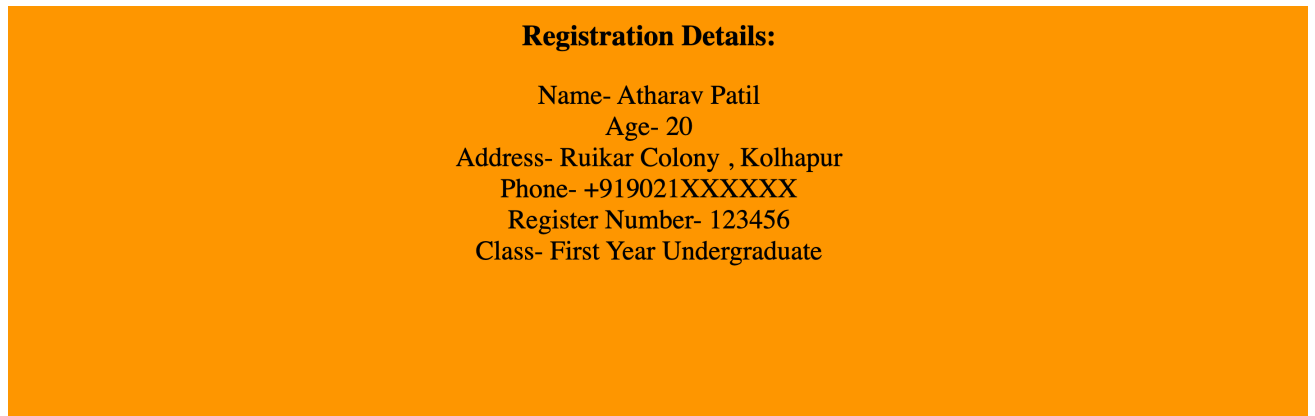 Registration Details:
Name- Atharav Patil
Age- 20
Address- Ruikar Colony , Kolhapur
Phone- +919021XXXXXX
Register Number- 123456
Class- First Year Undergraduate